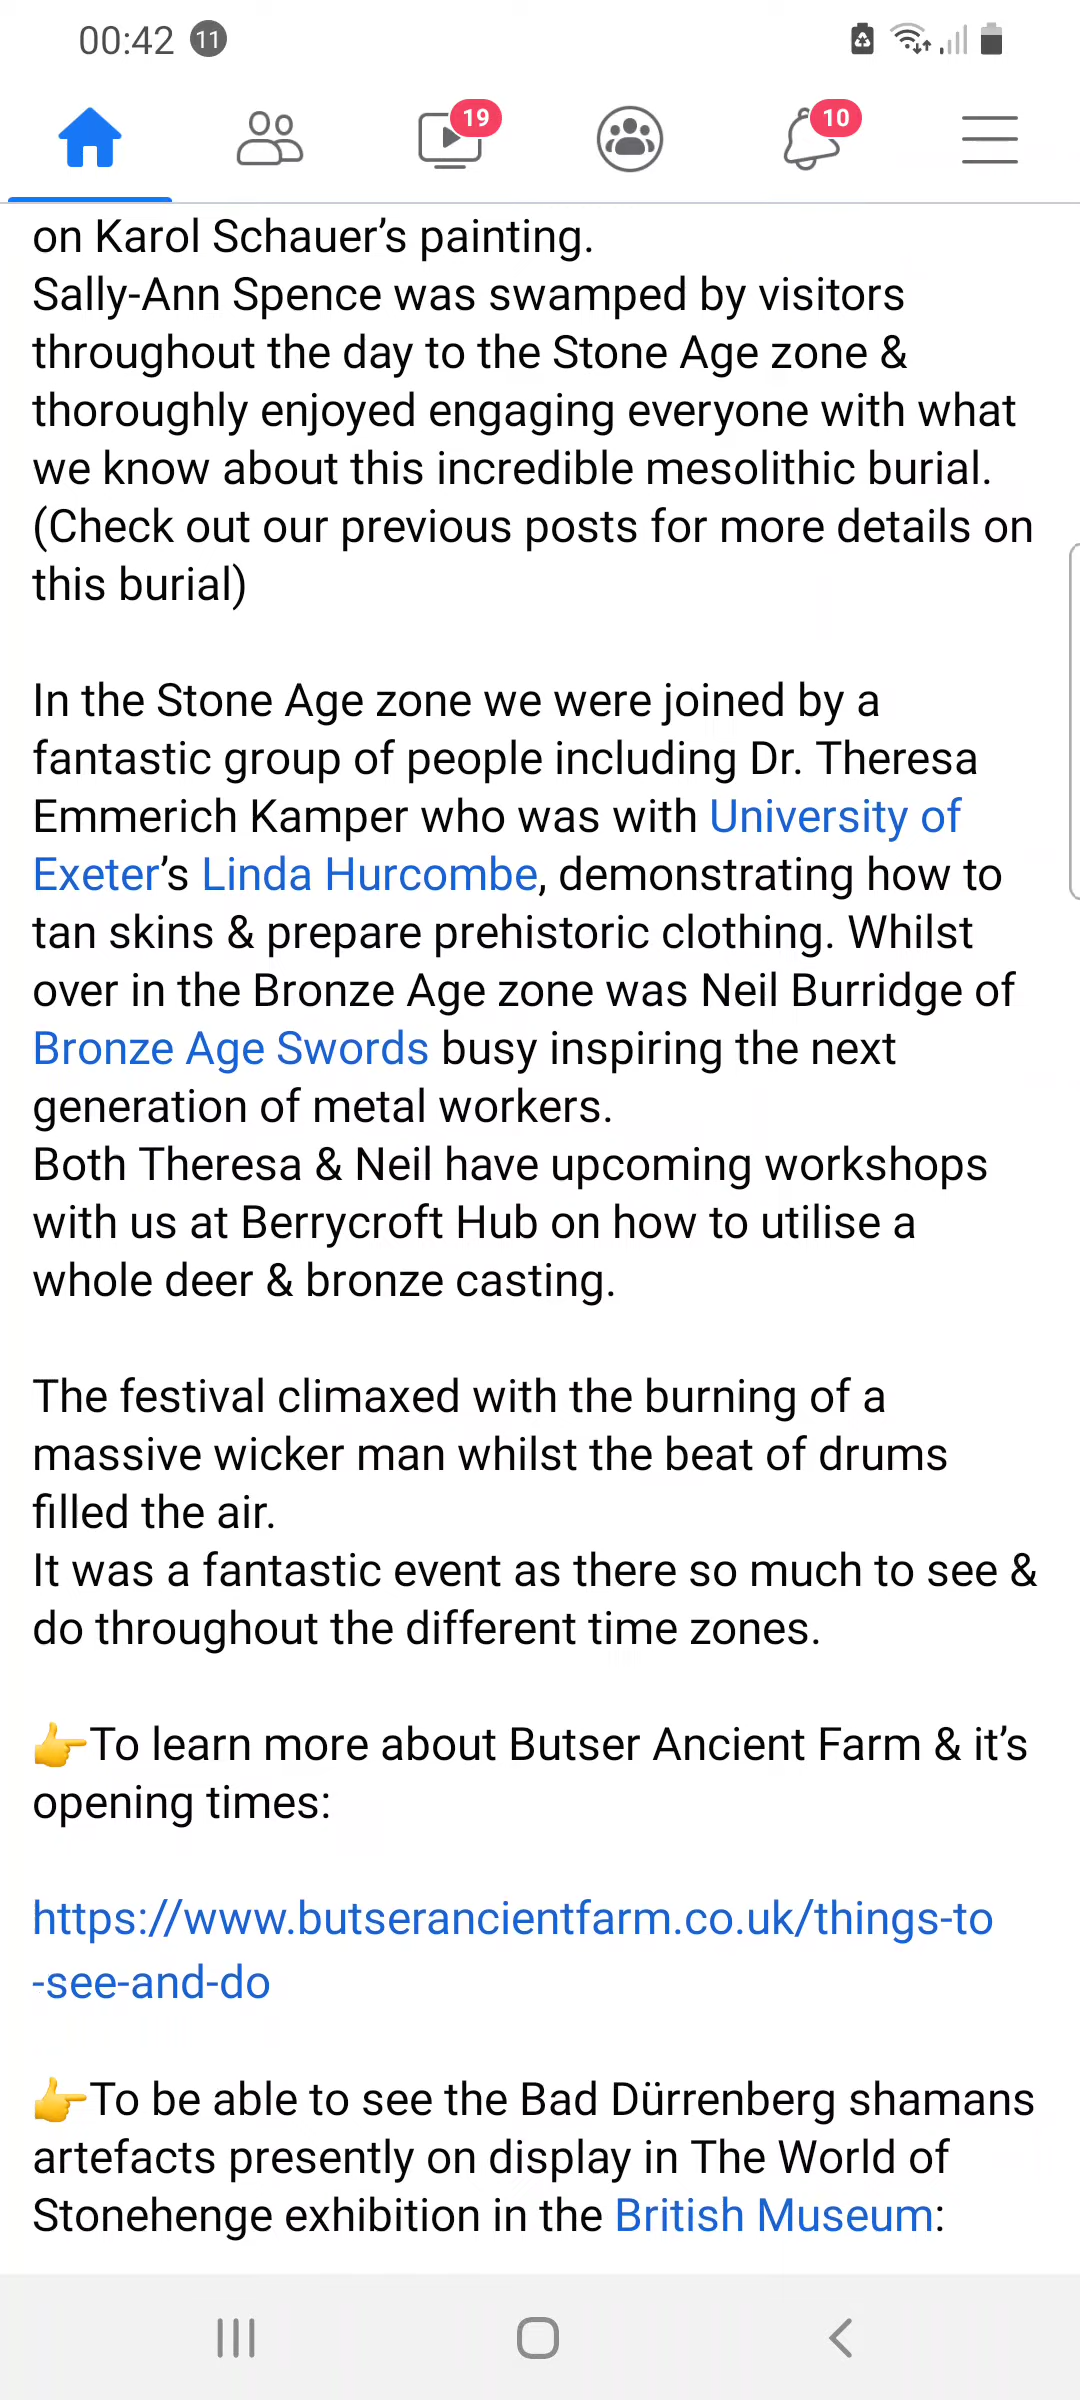 00:42 11
19
10
on Karol Schauer’s painting.
Sally-Ann Spence was swamped by visitors
throughout the day to the Stone Age zone &
thoroughly enjoyed engaging everyone with what
we know about this incredible mesolithic burial.
(Check out our previous posts for more details on
this burial)
In the Stone Age zone we were joined by a
fantastic group of people including Dr. Theresa
Emmerich Kamper who was with University of
Exeter’s Linda Hurcombe, demonstrating how to
tan skins & prepare prehistoric clothing. Whilst
over in the Bronze Age zone was Neil Burridge of
Bronze Age Swords busy inspiring the next
generation of metal workers.
Both Theresa & Neil have upcoming workshops
with us at Berrycroft Hub on how to utilise a
whole deer & bronze casting.
The festival climaxed with the burning of a
massive wicker man whilst the beat of drums
filled the air.
It was a fantastic event as there so much to see &
do throughout the different time zones.
👉To learn more about Butser Ancient Farm & it’s
opening times:
https://www.butserancientfarm.co.uk/things-to
-see-and-do
👉To be able to see the Bad Dürrenberg shamans
artefacts presently on display in The World of
Stonehenge exhibition in the British Museum: